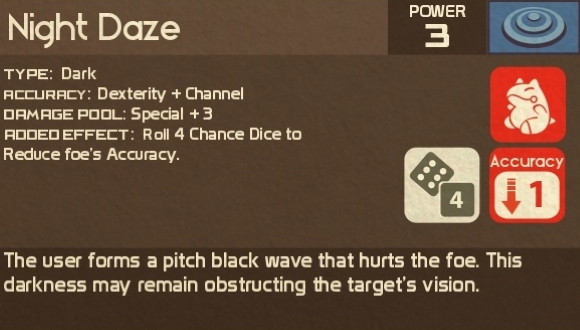 Night Daze
POWER
3
TYPE: Dark
ACCURACY: Dexterity + Channel
DAMAGE POOL: Special + 3
ADDED EFFECT: Roll 4 Chance Dice to
Reduce foe's Accuracy.
4
Accuracy
1
The user forms a pitch black wave that hurts the foe. This
darkness may remain obstructing the target's vision.